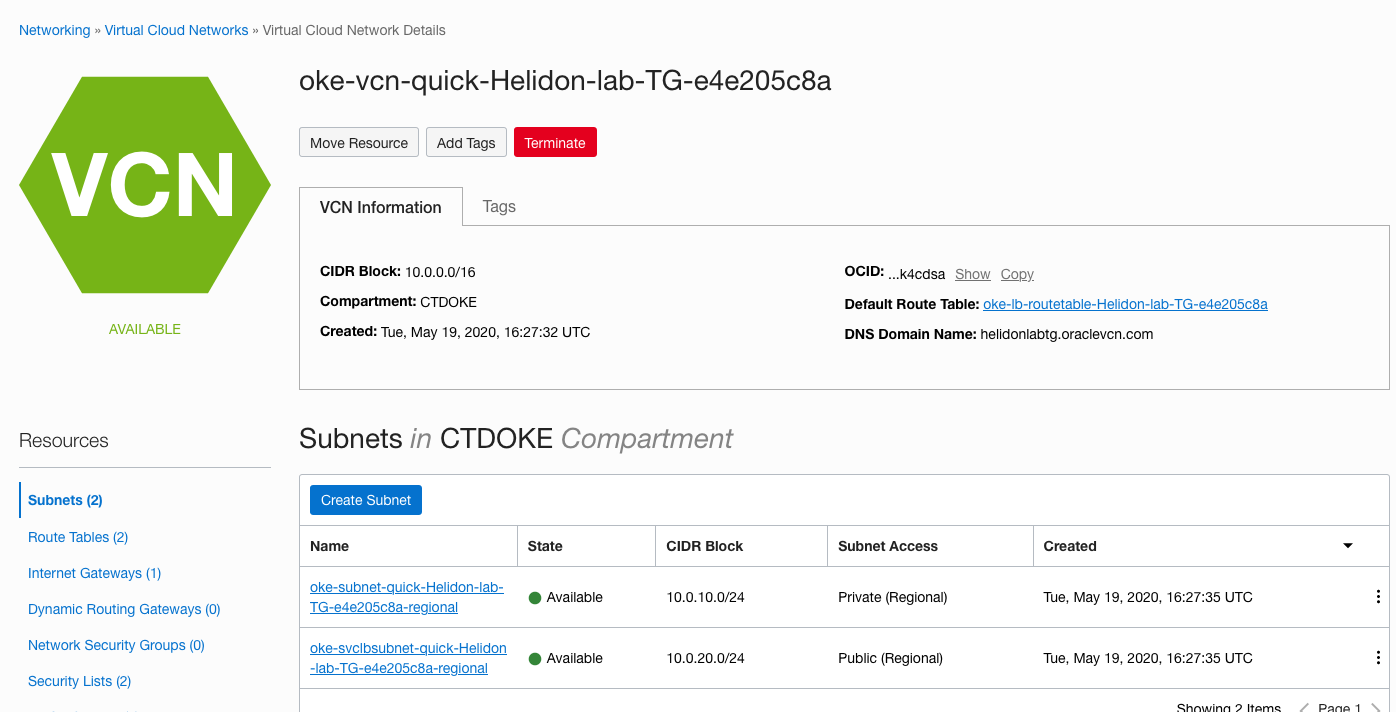 Networking » Virtual Cloud Networks » Virtual Cloud Network Details
VCN
AVAILABLE
oke-vcn-quick-Helidon-lab-TG-e4e205c8a
Move Resource Add Tags Terminate
VCN Information Tags
CIDR Block: 10.0.0.0/16
Compartment: CTDOKE
Created: Tue, May 19, 2020, 16:27:32 UTC
OCID: ...k4cdsa Show Copy
Default Route Table: oke-lb-routetable-Helidon-lab-TG-e4e205c8a
DNS Domain Name: helidonlabtg.oraclevcn.com
Resources
Subnets (2)
Route Tables (2)
Internet Gateways (1)
Dynamic Routing Gateways (0)
Network Security Groups (0)
Security Lists (2)
Subnets in CTDOKE Compartment
Create Subnet
Name State CIDR Block Subnet Access Created
oke-subnet-quick-Helidon-lab-
TG-e4e205c8a-regional
Available 10.0.10.0/24 Private (Regional) Tue, May 19, 2020, 16:27:35 UTC
oke-svclbsubnet-quick-Helidon
-lab-TG-e4e205c8a-regional
Available 10.0.20.0/24 Public (Regional) Tue, May 19, 2020, 16:27:35 UTC
Showing 2 Items Page 1